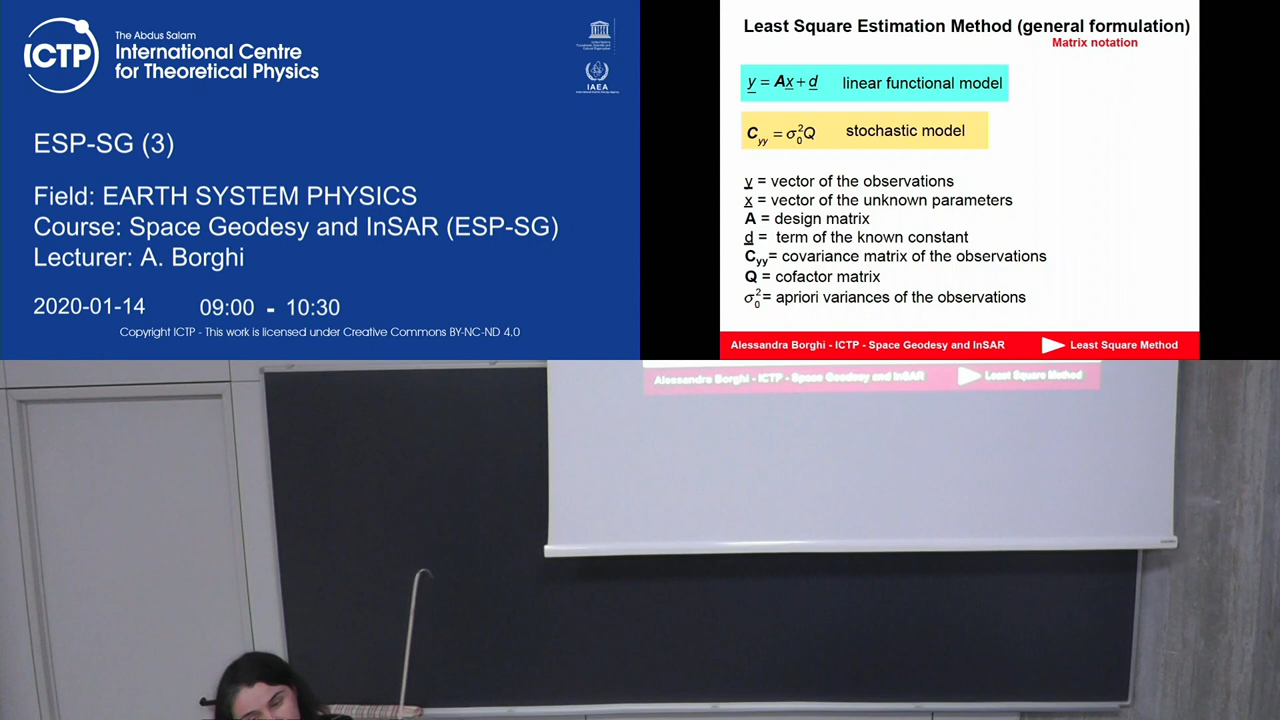 ICTP
The Abdus Salam
International Centre
for Theoretical Physics
IAEA
ESP-SG (3)
Field: EARTH SYSTEM PHYSICS
Course: Space Geodesy and InSAR (ESP-SG)
Lecturer: A. Borghi
2020-01-14 09:00 - 10:30
Copyright ICTP - This work is licensed under Creative Commons BY-NC-ND 4.0
Least Square Estimation Method (general formulation)
Matrix notation
y = Ax + d linear functional model
C_yy = σ₀²Q stochastic model
y = vector of the observations
x = vector of the unknown parameters
A = design matrix
d = term of the known constant
C_yy= covariance matrix of the observations
Q = cofactor matrix
σ₀²= apriori variances of the observations
Alessandra Borghi - ICTP - Space Geodesy and InSAR Least Square Method
Alessandra Borghi - ICTP - Space Geodesy and InSAR Least Square Method